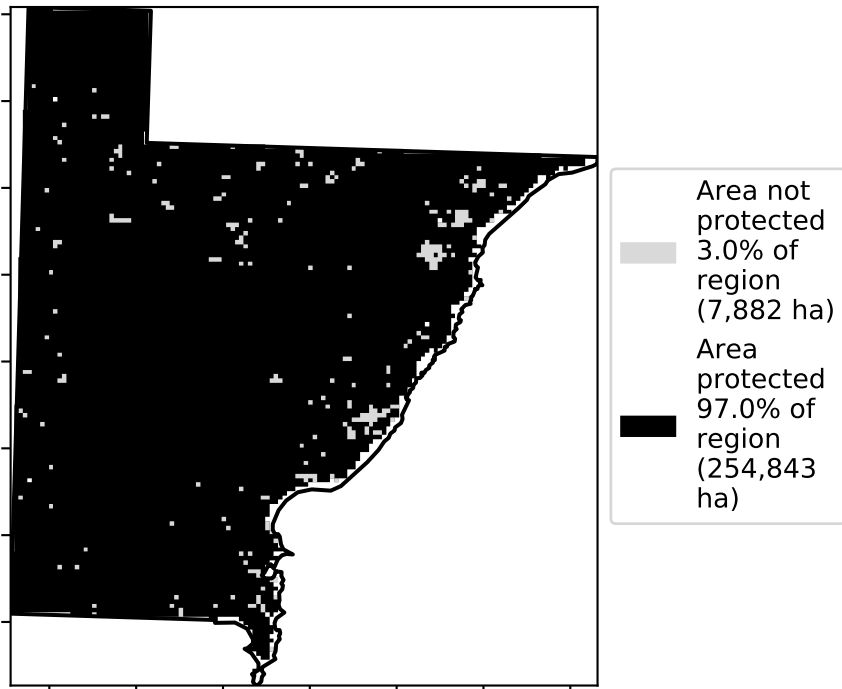 Area not
protected
3.0% of
region
(7,882 ha)
Area
protected
97.0% of
region
(254,843
ha)